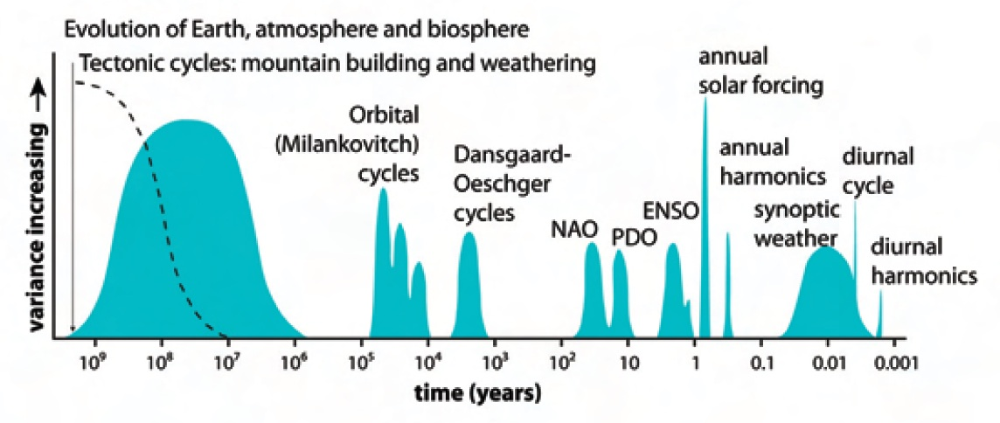 Evolution of Earth, atmosphere and biosphere
Tectonic cycles: mountain building and weathering
annual
solar forcing
Orbital
(Milankovitch)
cycles
Dansgaard-
Oeschger
cycles
annual
harmonics
diurnal
cycle
NAO
PDO
ENSO
synoptic
weather
diurnal
harmonics
variance increasing
10⁹ 10⁸ 10⁷ 10⁶ 10⁵ 10⁴ 10³ 10² 10 1 0.1 0.01 0.001
time (years)